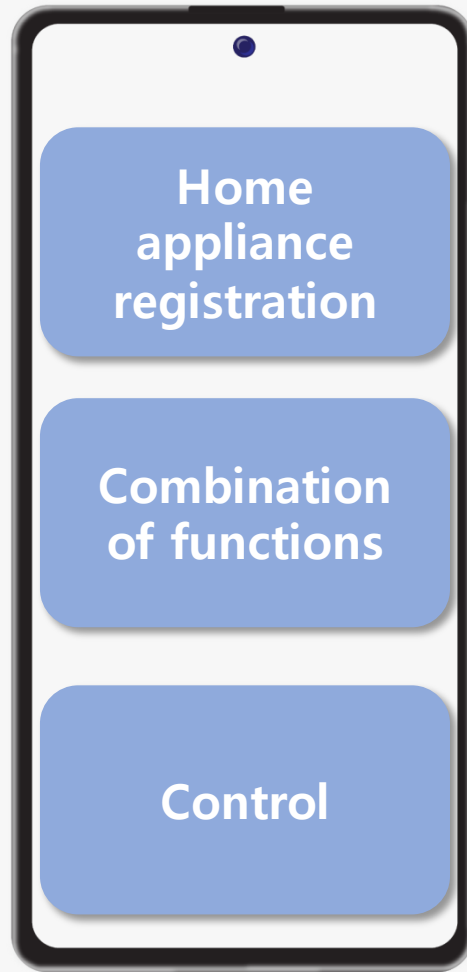 Home
appliance
registration
Combination
of functions
Control